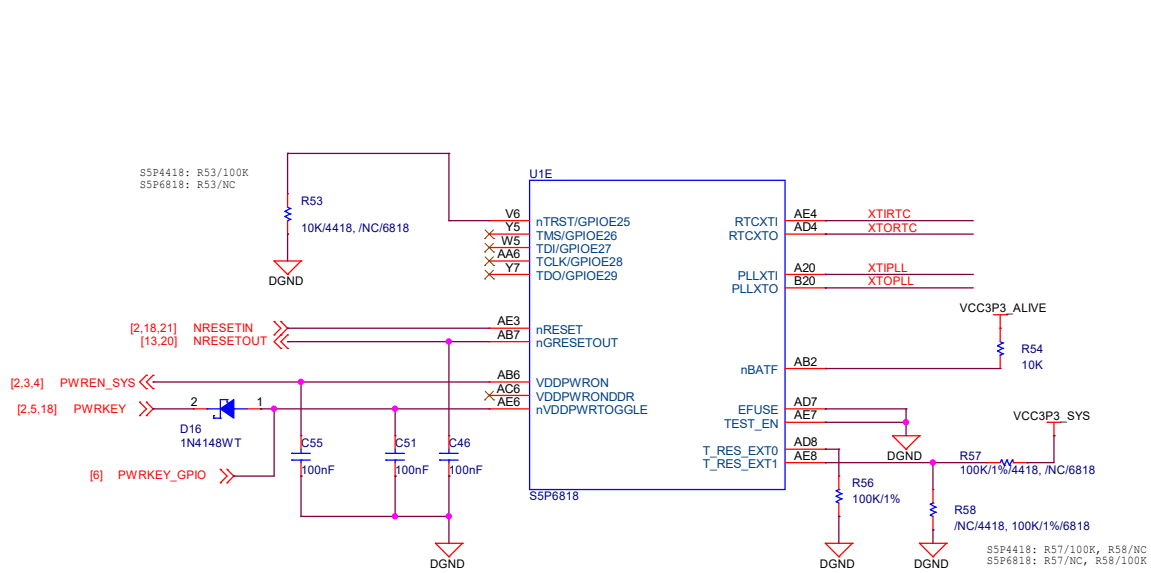 S5P4418: R53/100K
S5P6818: R53/NC
R53
10K/4418, /NC/6818
DGND
U1E
V6
nTRST/GPIOE25
Y5
TMS/GPIOE26
W5
TDI/GPIOE27
AA6
TCLK/GPIOE28
Y7
TDO/GPIOE29
RTCXTI
AE4
XTIRTC
RTCXTO
AD4
XTORTC
PLLXTI
A20
XTIPLL
PLLXTO
B20
XTOPLL
VCC3P3_ALIVE
R54
10K
[2,18,21]
NRESETIN
AE3
nRESET
[13,20]
NRESETOUT
AB7
nGRESETOUT
nBATF
AB2
[2,3,4]
PWREN_SYS
AB6
VDDPWRON
AC6
VDDPWRONDDR
[2,5,18]
PWRKEY
2
1
AE6
nVDDPWRTOGGLE
D16
1N4148WT
EFUSE
AD7
TEST_EN
AE7
DGND
VCC3P3_SYS
C55
100nF
C51
100nF
C46
100nF
[6]
PWRKEY_GPIO
T_RES_EXT0
AD8
T_RES_EXT1
AE8
R57
100K/1%/4418, /NC/6818
R56
100K/1%
S5P6818
R58
/NC/4418, 100K/1%/6818
DGND
DGND
DGND
S5P4418: R57/100K, R58/NC
S5P6818: R57/NC, R58/100K